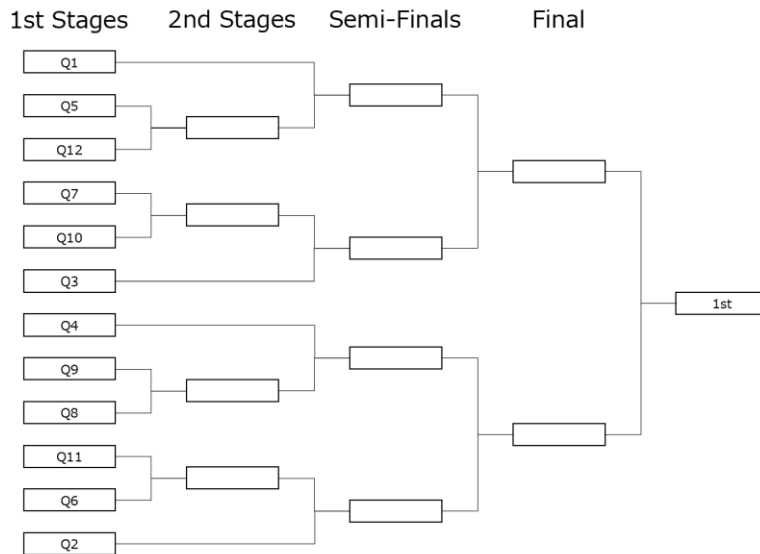 1st Stages 2nd Stages Semi-Finals Final
Q1
Q5
Q12
Q7
Q10
Q3
1st
Q4
Q9
Q8
Q11
Q6
Q2